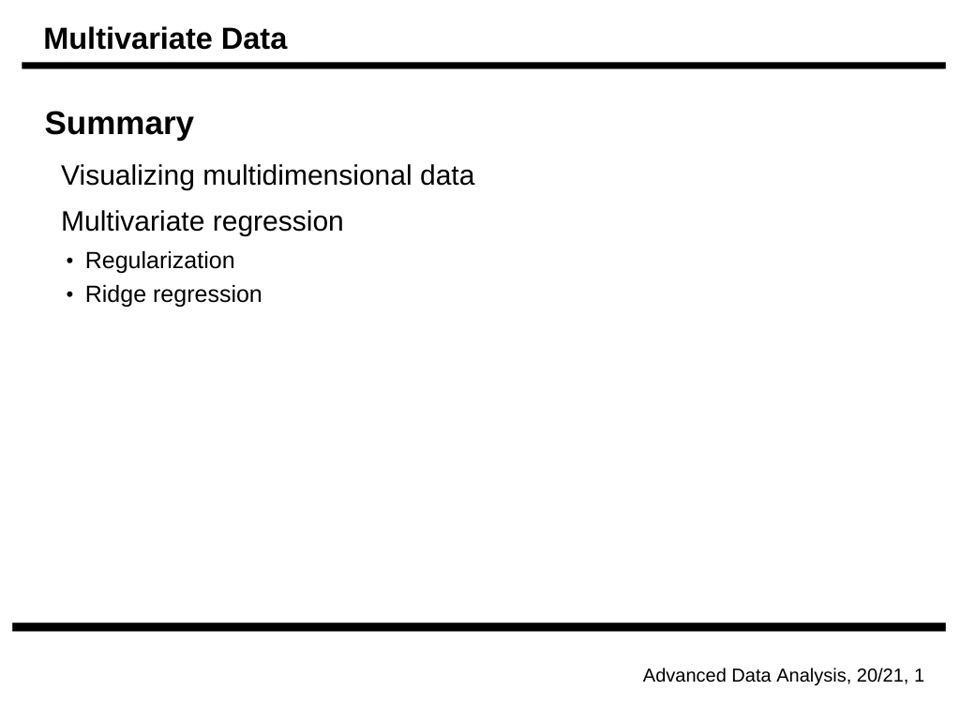 Multivariate Data
Summary
Visualizing multidimensional data
Multivariate regression
• Regularization
• Ridge regression
Advanced Data Analysis, 20/21, 1